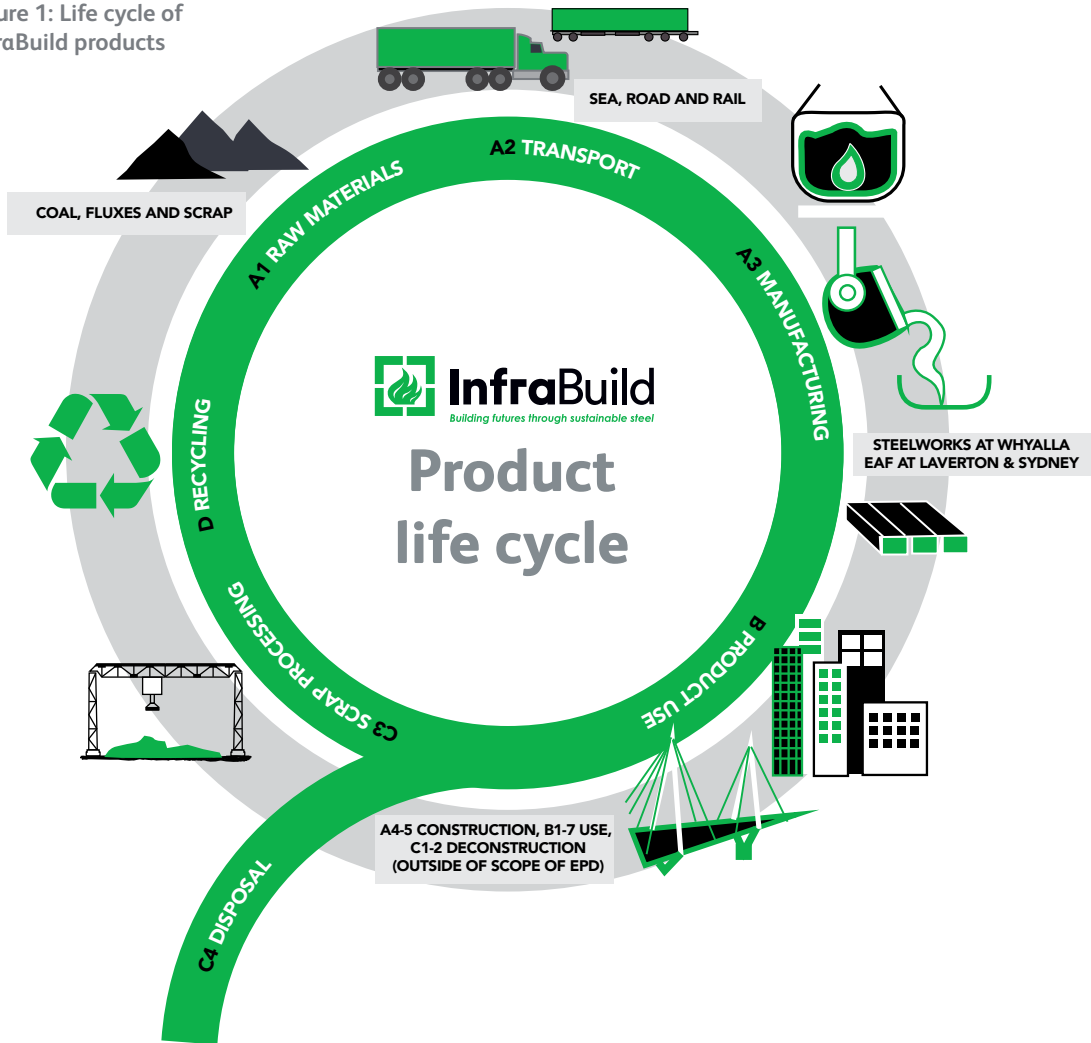 ure 1: Life cycle of
fraBuild products
SEA, ROAD AND RAIL
COAL, FLUXES AND SCRAP
A1 RAW MATERIALS
A2 TRANSPORT
A3 MANUFACTURING
InfraBuild
Building futures through sustainable steel
Product
life cycle
STEELWORKS AT WHYALLA
EAF AT LAVERTON & SYDNEY
B PRODUCT USE
A4-5 CONSTRUCTION, B1-7 USE,
C1-2 DECONSTRUCTION
(OUTSIDE OF SCOPE OF EPD)
C3 SCRAP PROCESSING
D RECYCLING
C4 DISPOSAL